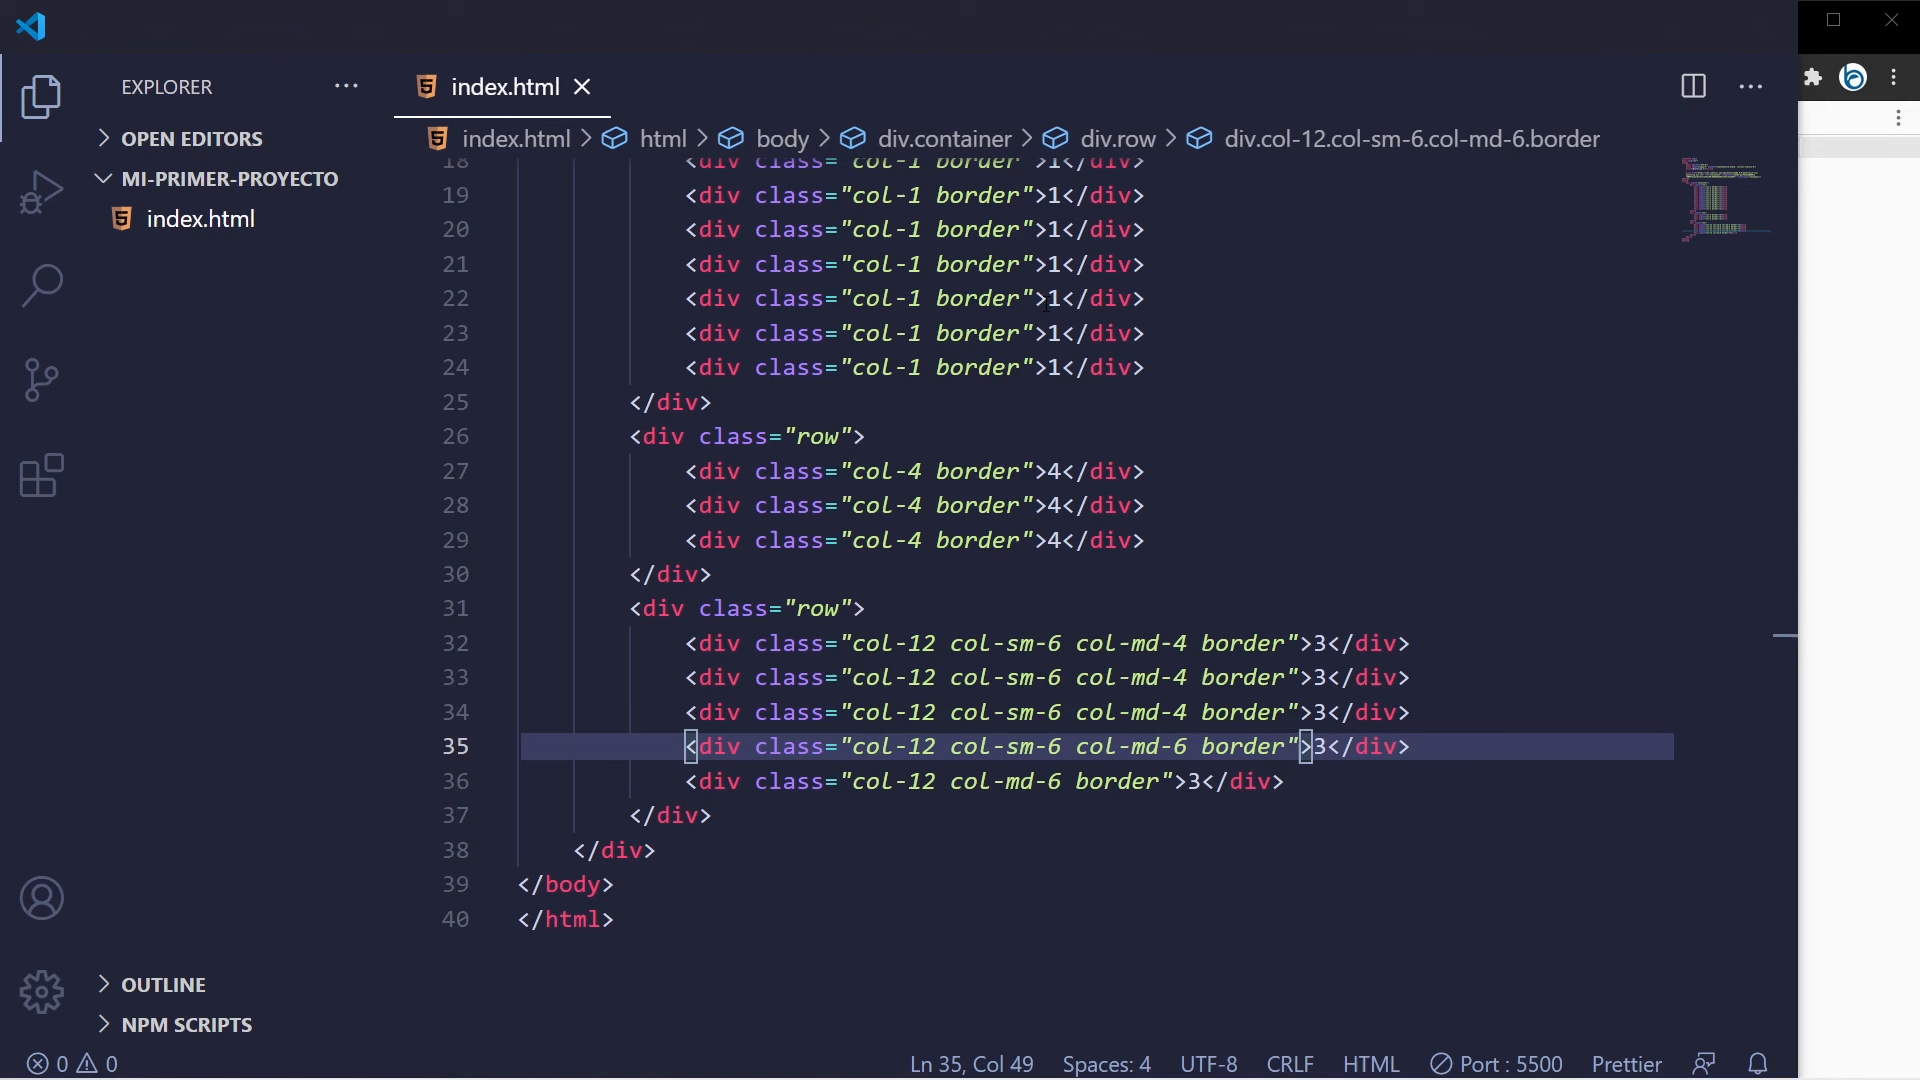 EXPLORER
OPEN EDITORS
MI-PRIMER-PROYECTO
index.html
OUTLINE
NPM SCRIPTS
index.html
index.html > html > body > div.container > div.row > div.col-12.col-sm-6.col-md-6.border
18 <div class="col-1 border">1</div>
19 <div class="col-1 border">1</div>
20 <div class="col-1 border">1</div>
21 <div class="col-1 border">1</div>
22 <div class="col-1 border">1</div>
23 <div class="col-1 border">1</div>
24 <div class="col-1 border">1</div>
25 </div>
26 <div class="row">
27 <div class="col-4 border">4</div>
28 <div class="col-4 border">4</div>
29 <div class="col-4 border">4</div>
30 </div>
31 <div class="row">
32 <div class="col-12 col-sm-6 col-md-4 border">3</div>
33 <div class="col-12 col-sm-6 col-md-4 border">3</div>
34 <div class="col-12 col-sm-6 col-md-4 border">3</div>
35 <div class="col-12 col-sm-6 col-md-6 border">3</div>
36 <div class="col-12 col-md-6 border">3</div>
37 </div>
38 </div>
39 </body>
40 </html>
0 0 Ln 35, Col 49 Spaces: 4 UTF-8 CRLF HTML Port : 5500 Prettier